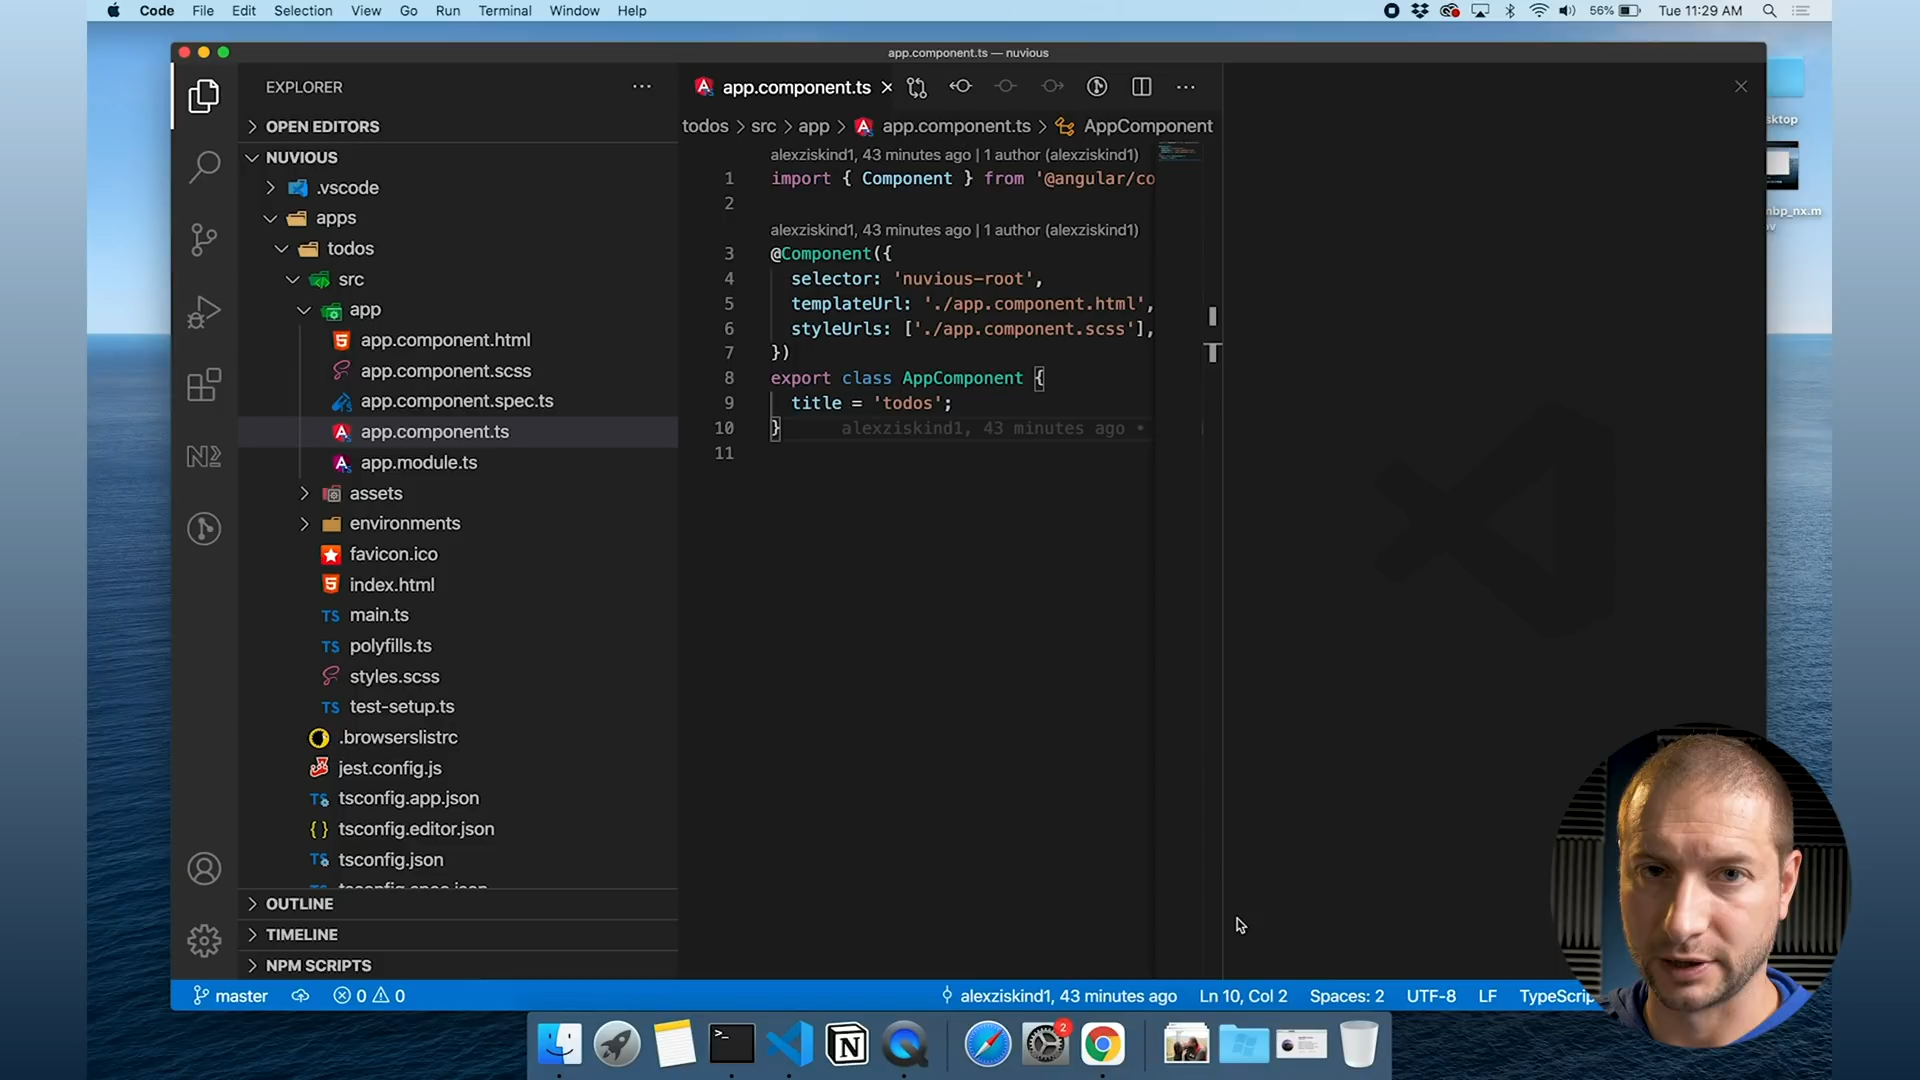 Code File Edit Selection View Go Run Terminal Window Help
56% Tue 11:29 AM
app.component.ts — nuvious
EXPLORER
OPEN EDITORS
NUVIOUS
.vscode
apps
todos
src
app
app.component.html
app.component.scss
app.component.spec.ts
app.component.ts
app.module.ts
assets
environments
favicon.ico
index.html
main.ts
polyfills.ts
styles.scss
test-setup.ts
.browserslistrc
jest.config.js
tsconfig.app.json
tsconfig.editor.json
tsconfig.json
OUTLINE
TIMELINE
NPM SCRIPTS
app.component.ts
todos > src > app > app.component.ts > AppComponent
alexziskind1, 43 minutes ago | 1 author (alexziskind1)
1 import { Component } from '@angular/co
2
alexziskind1, 43 minutes ago | 1 author (alexziskind1)
3 @Component({
4 selector: 'nuvious-root',
5 templateUrl: './app.component.html',
6 styleUrls: ['./app.component.scss'],
7 })
8 export class AppComponent {
9 title = 'todos';
10 } alexziskind1, 43 minutes ago •
11
master 0 0 alexziskind1, 43 minutes ago Ln 10, Col 2 Spaces: 2 UTF-8 LF TypeScrip
2